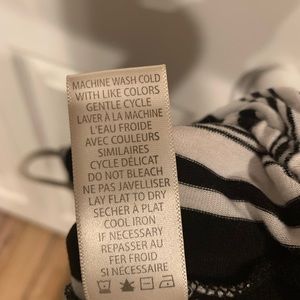 MACHINE WASH COLD
WITH LIKE COLORS
GENTLE CYCLE
LAVER À LA MACHINE
L'EAU FROIDE
AVEC COULEURS
SIMILAIRES
CYCLE DÉLICAT
DO NOT BLEACH
NE PAS JAVELLISER
LAY FLAT TO DRY
SÉCHER À PLAT
COOL IRON
IF NECESSARY
REPASSER AU
FER FROID
SI NÉCESSAIRE